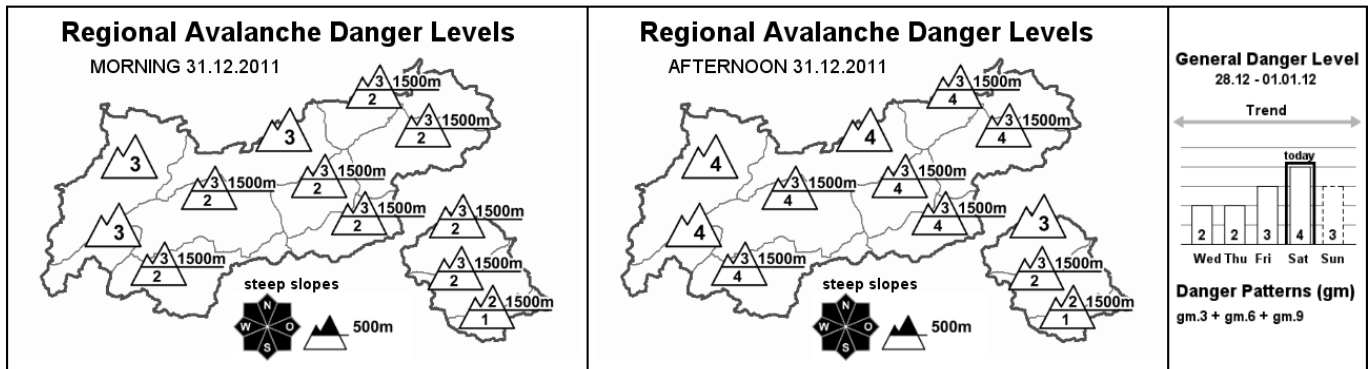 Regional Avalanche Danger Levels
MORNING 31.12.2011
3 1500m
2
3 1500m
2
3
3
3 1500m
2
3 1500m
2
3 1500m
2
3
3 1500m
2
3 1500m
2
3 1500m
2
2 1500m
1
steep slopes
N
W O
S
500m
Regional Avalanche Danger Levels
AFTERNOON 31.12.2011
3 1500m
4
3 1500m
4
4
4
3 1500m
4
3 1500m
4
3 1500m
4
4
3 1500m
4
3
3 1500m
2
2 1500m
1
steep slopes
N
W O
S
500m
General Danger Level
28.12 - 01.01.12
Trend
today
2 2 3 4 3
Wed Thu Fri Sat Sun
Danger Patterns (gm)
gm.3 + gm.6 + gm.9